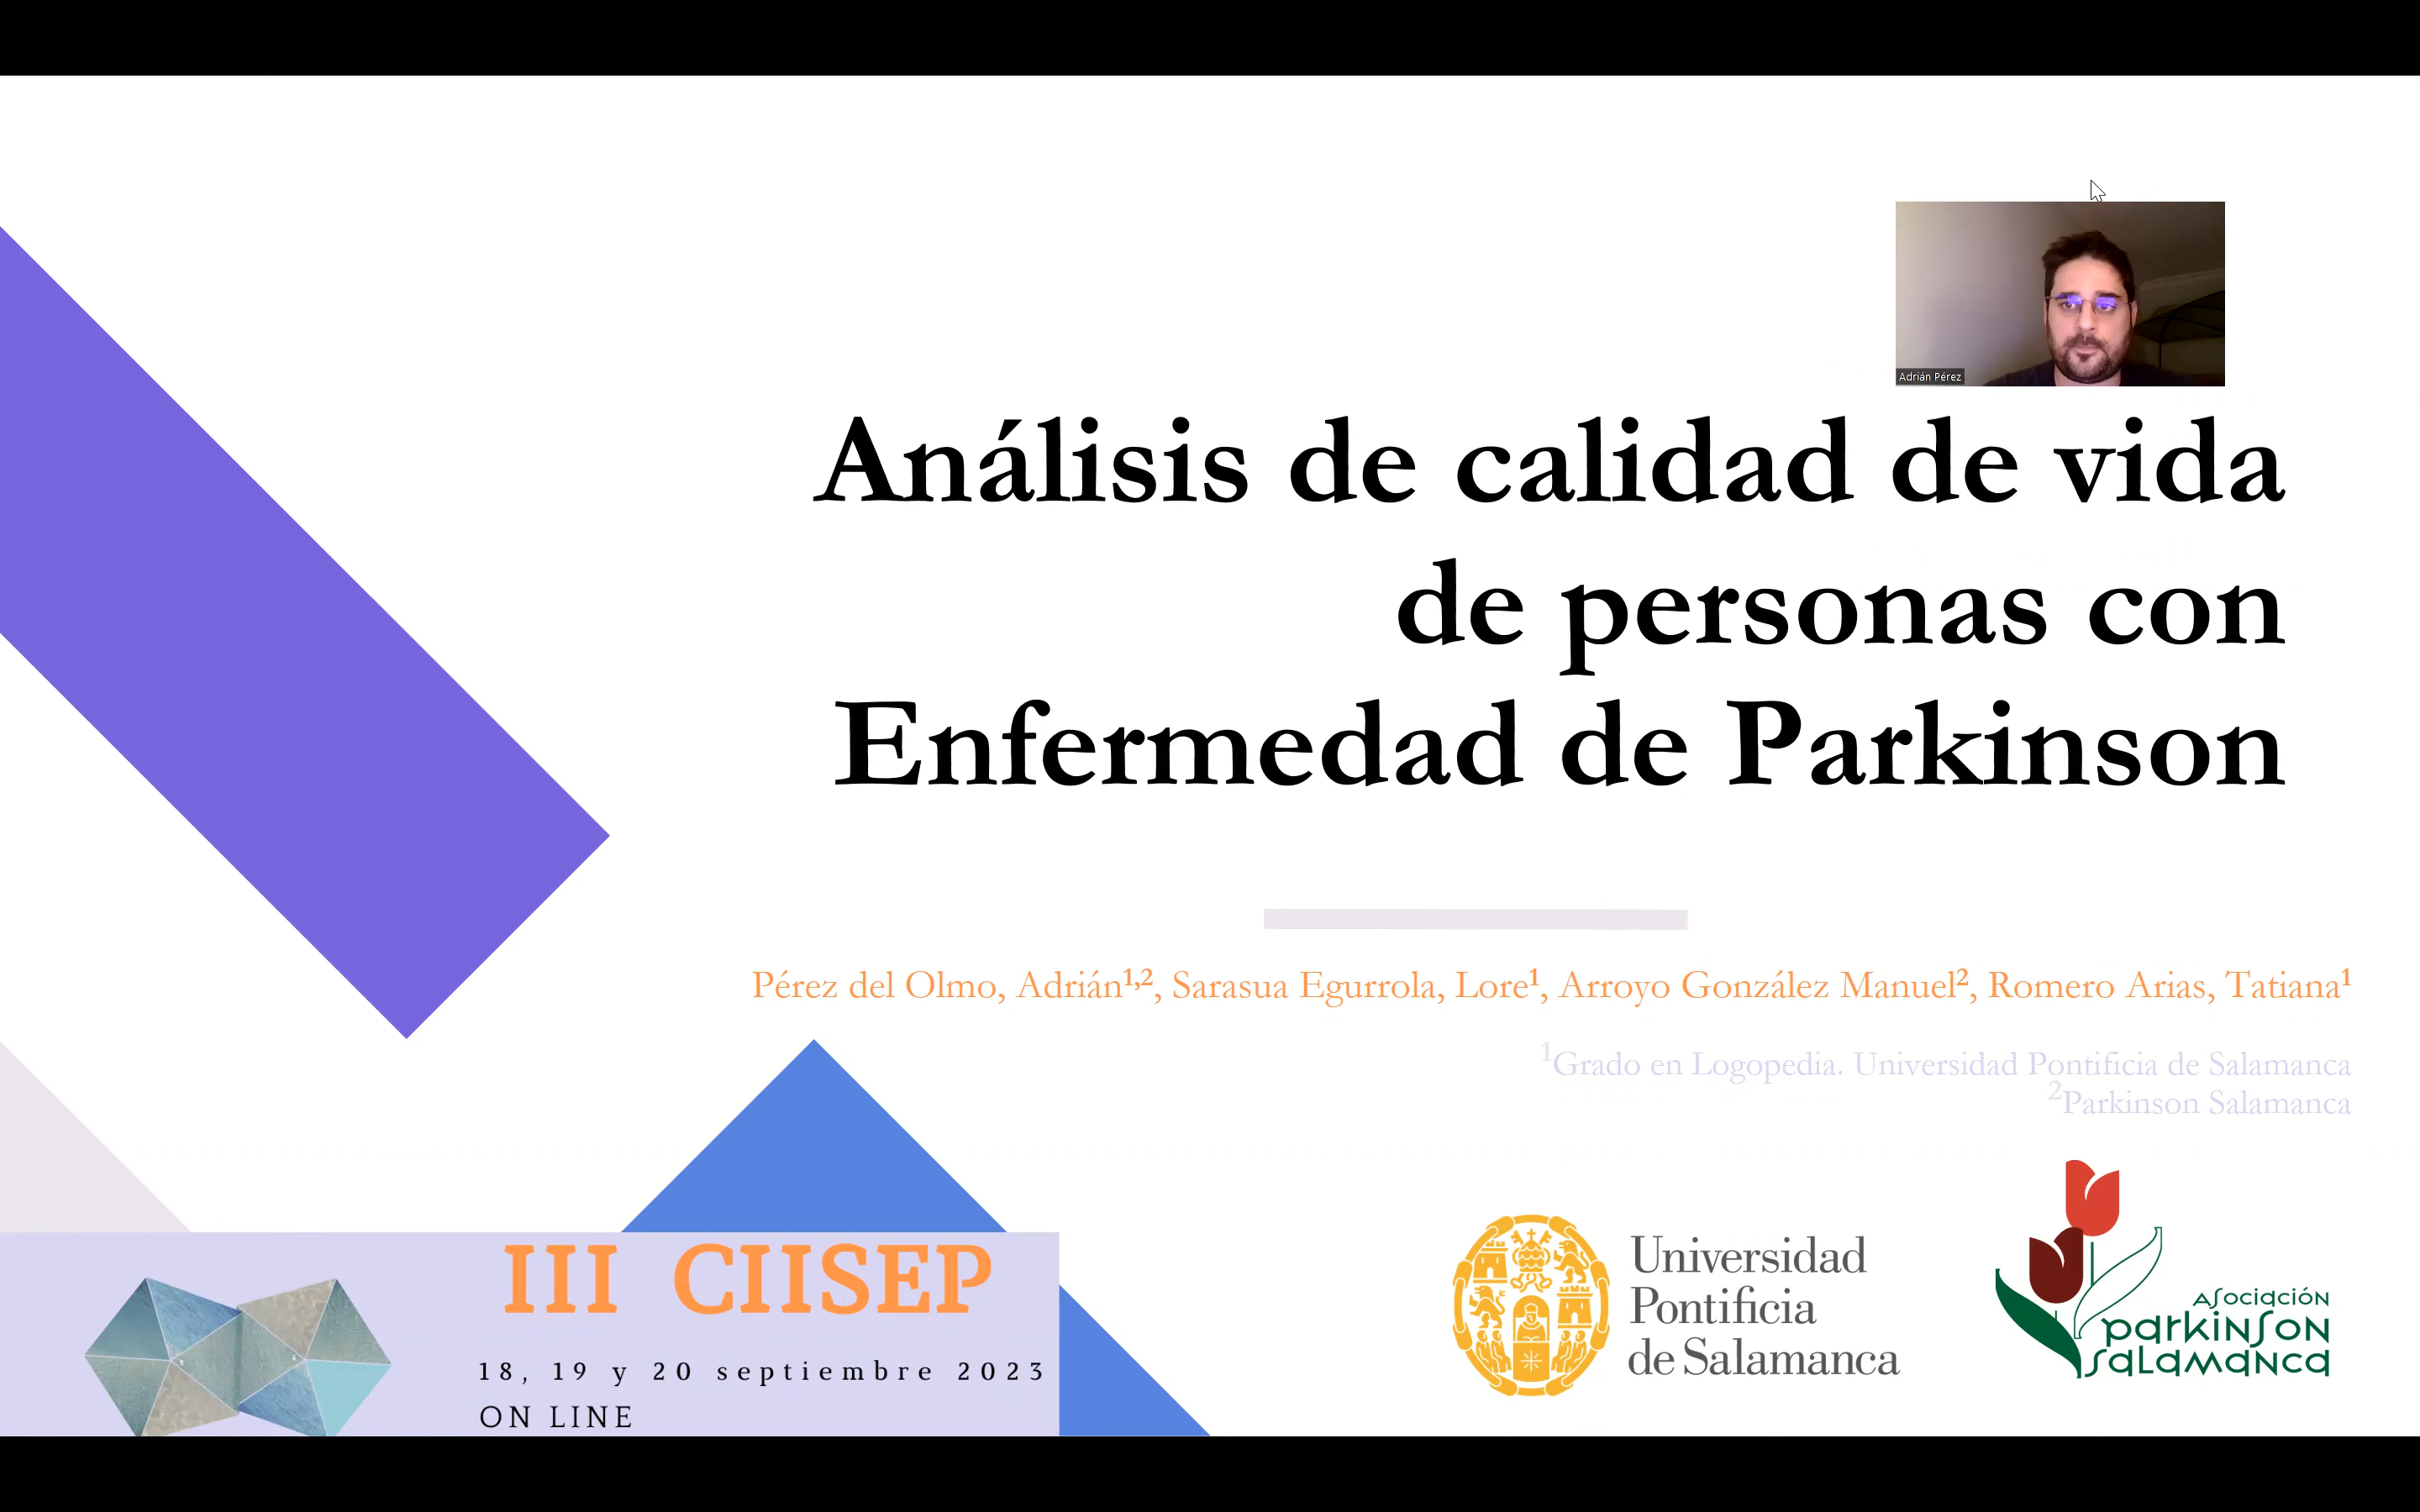 Adrián Pérez
Análisis de calidad de vida
de personas con
Enfermedad de Parkinson
Pérez del Olmo, Adrián1,2, Sarasua Egurrola, Lore1, Arroyo González Manuel2, Romero Arias, Tatiana1
1Grado en Logopedia. Universidad Pontificia de Salamanca
2Parkinson Salamanca
III CIISEP
18, 19 y 20 septiembre 2023
ON LINE
Universidad
Pontificia
de Salamanca
Asociación
parkinson
salamanca